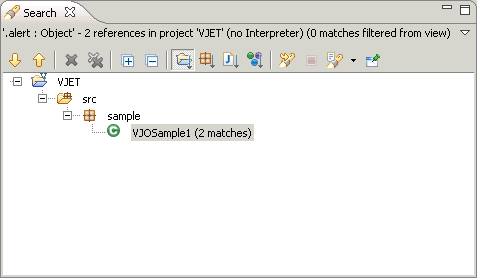 Search
'.alert : Object' - 2 references in project 'VJET' (no Interpreter) (0 matches filtered from view)
VJET
src
sample
VJOSample1 (2 matches)